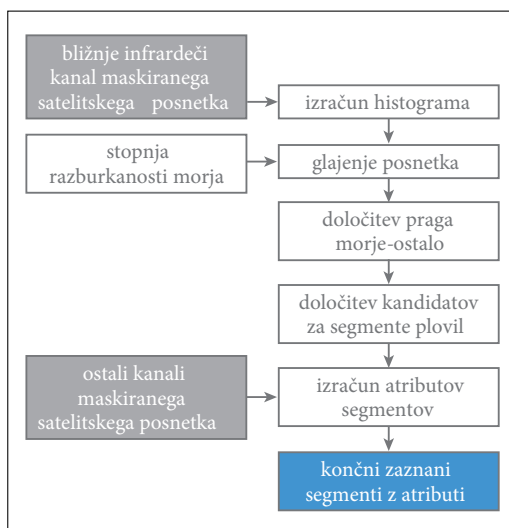 bližnje infrardeči
kanal maskiranega
satelitskega posnetka
izračun histograma
stopnja
razburkanosti morja
glajenje posnetka
določitev praga
morje-ostalo
določitev kandidatov
za segmente plovil
ostali kanali
maskiranega
satelitskega posnetka
izračun atributov
segmentov
končni zaznani
segmenti z atributi